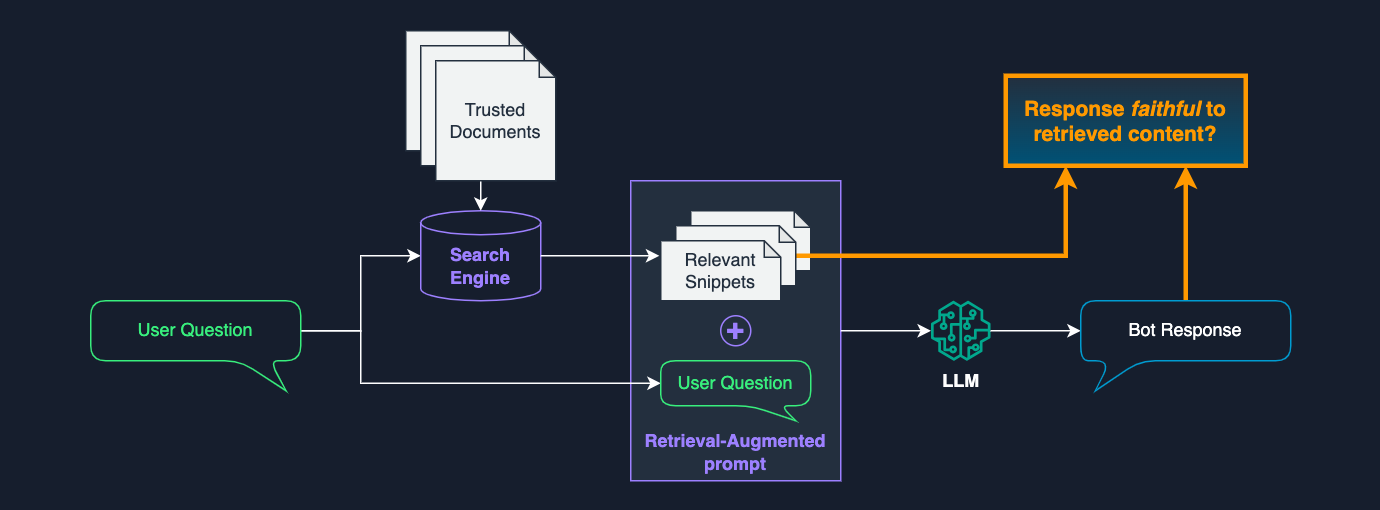 Trusted
Documents
Response faithful to
retrieved content?
Search
Engine
Relevant
Snippets
User Question
Bot Response
LLM
User Question
Retrieval-Augmented
prompt